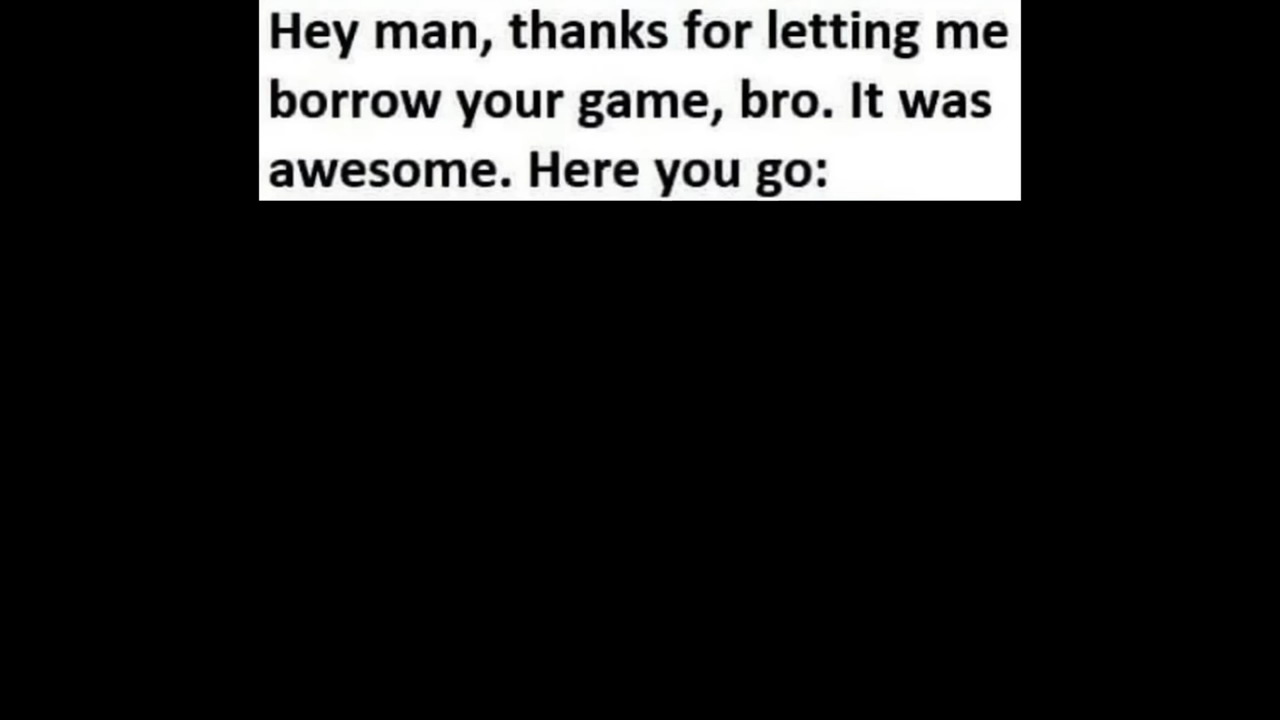 Hey man, thanks for letting me
borrow your game, bro. It was
awesome. Here you go: